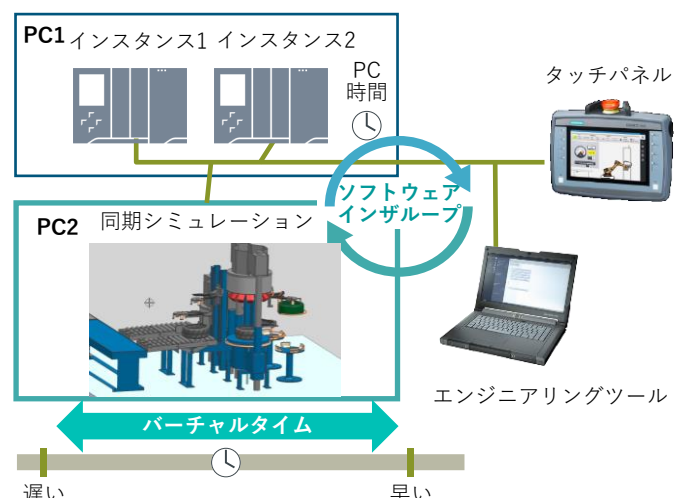 PC1 インスタンス1 インスタンス2
PC
時間
タッチパネル
ソフトウェア
インザループ
PC2 同期シミュレーション
エンジニアリングツール
バーチャルタイム
遅い 早い